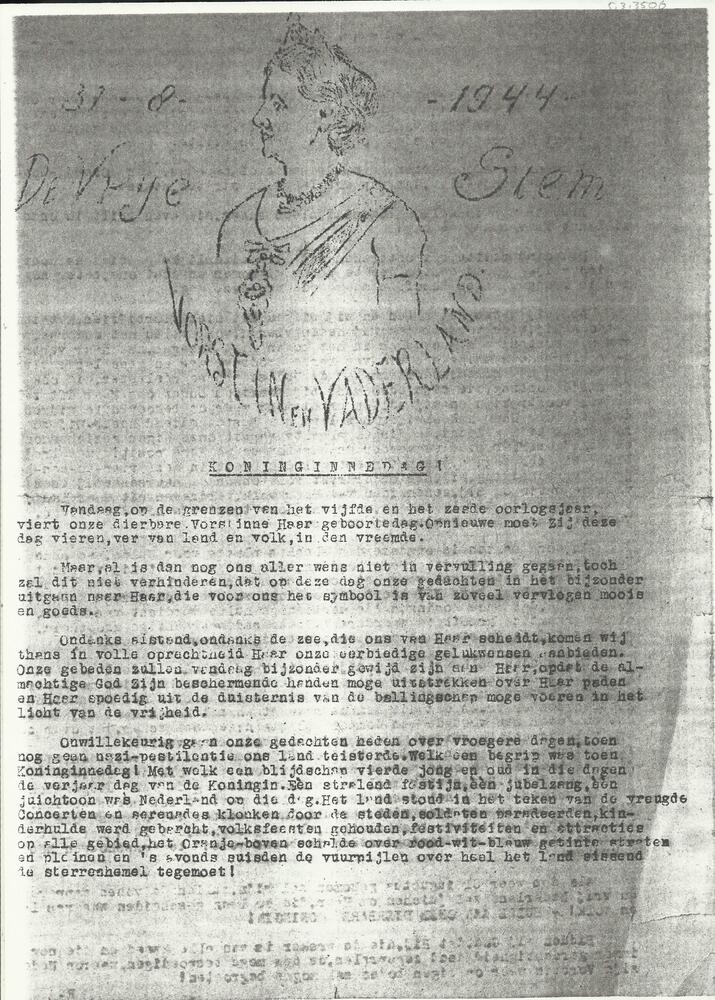 31-8- -1944-
De Vrije Stem
VORSTIN EN VADERLAND.
KONINGINNEDAG!
Vandaag,op de grenzen van het vijfde en het zesde oorlogsjaar,
viert onze dierbare Vorstinne Haar geboortedag.Opnieuwe moet Zij deze
dag vieren,ver van land en volk,in den vreemde.
Maar,al is dan nog ons aller wens niet in vervulling gegaan,toch
zal dit niet verhinderen,dat op deze dag onze gedachten in het bijzonder
uitgaan naar Haar,die voor ons het symbool is van zoveel vervlogen moois
en goeds.
Ondanks afstand,ondanks de zee,die ons van Haar scheidt,komen wij
thans in volle oprechtheid Haar onze eerbiedige gelukwensen aanbieden.
Onze gebeden zullen vandaag bijzonder gewijd zijn aan Haar,opdat de al-
machtige God Zijn beschermende handen moge uitstrekken over Haar paden
en Haar spoedig uit de duisternis van de ballingschap moge voeren in het
licht van de vrijheid.
Onwillekeurig gaan onze gedachten heden over vroegere dagen,toen
nog geen nazi-pestilentie ons land teisterde.Welk een begrip was toen
Koninginnedag! Met welk een blijdschap vierde jong en oud in die dagen
de verjaardag van de Koningin.Eén stralend festijn,één jubelzang,één
juichtoon was Nederland op die dag.Het land stond in het teken van de vreugde
Concerten en serenades klonken door de steden,soldaten paradeerden,kin-
derhulde werd gebracht,volksfeesten gehouden,festiviteiten en attracties
op alle gebied,het Oranje-boven schalde over rood-wit-blauw getinte straten
en pleinen en 's avonds suisden de vuurpijlen over heel het land sissend
de sterrenhemel tegemoet!